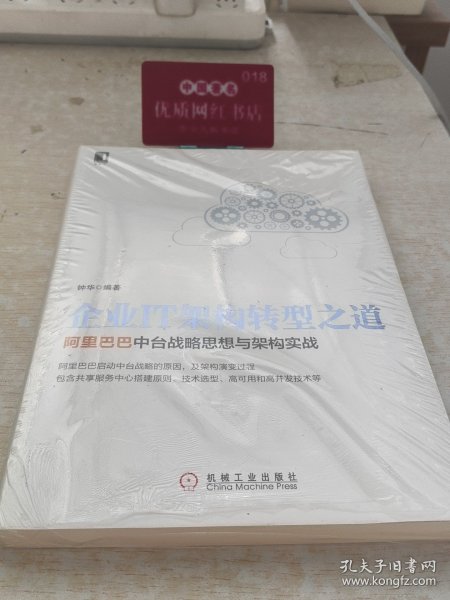 018
中国著名
优质网红书店
钟华◎编著
企业IT架构转型之道
阿里巴巴中台战略思想与架构实战
阿里巴巴启动中台战略的原因，及架构演变过程
包含共享服务中心搭建原则、技术选型、高可用和高并发技术等
机械工业出版社
China Machine Press
孔夫子旧书网
www.kongfz.com